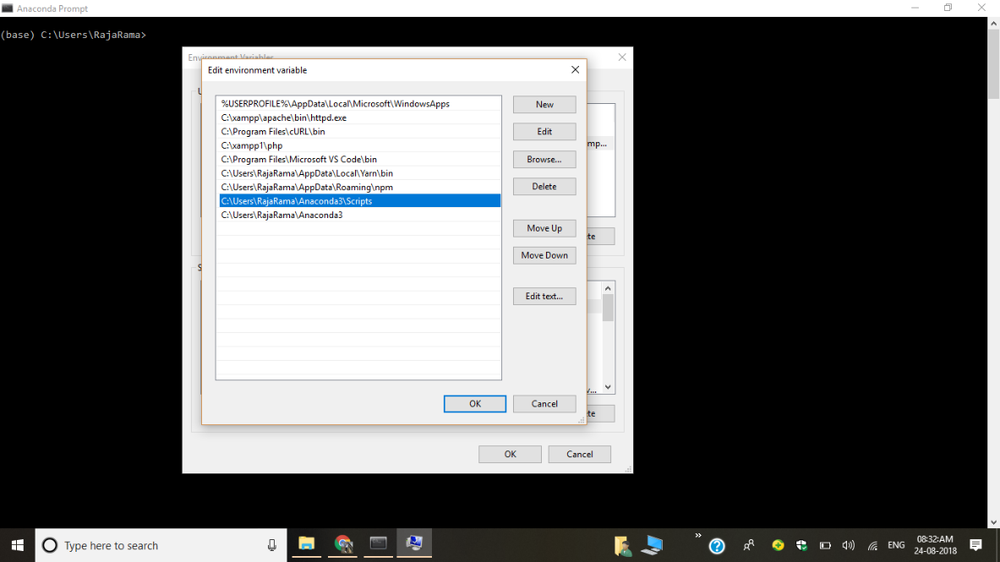 Anaconda Prompt
(base) C:\Users\RajaRama>
Environment Variables
Edit environment variable
%USERPROFILE%\AppData\Local\Microsoft\WindowsApps
C:\xampp\apache\bin\httpd.exe
C:\Program Files\cURL\bin
C:\xampp1\php
C:\Program Files\Microsoft VS Code\bin
C:\Users\RajaRama\AppData\Local\Yarn\bin
C:\Users\RajaRama\AppData\Roaming\npm
C:\Users\RajaRama\Anaconda3\Scripts
C:\Users\RajaRama\Anaconda3
New
Edit
Browse...
Delete
Move Up
Move Down
Edit text...
OK
Cancel
mp...
te
te
OK
Cancel
Type here to search
ENG
08:32 AM
24-08-2018